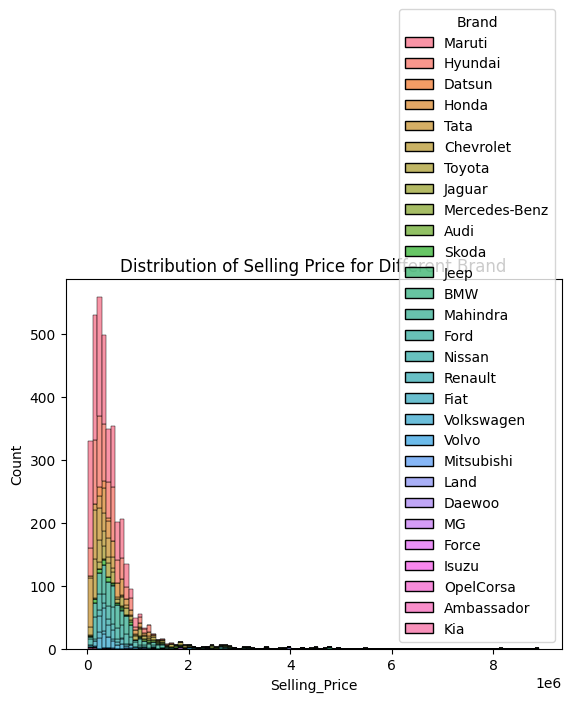 Brand
Maruti
Hyundai
Datsun
Honda
Tata
Chevrolet
Toyota
Jaguar
Mercedes-Benz
Audi
Skoda
Jeep
BMW
Mahindra
Ford
Nissan
Renault
Fiat
Volkswagen
Volvo
Mitsubishi
Land
Daewoo
MG
Force
Isuzu
OpelCorsa
Ambassador
Kia
Distribution of Selling Price for Different Brand
Count
500
400
300
200
100
0
0
2
4
6
8
1e6
Selling_Price